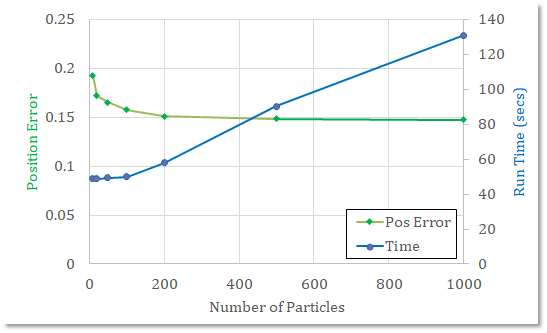 0.25
0.2
0.15
0.1
0.05
0
Position Error
140
120
100
80
60
40
20
0
Run Time (secs)
Pos Error
Time
0 200 400 600 800 1000
Number of Particles